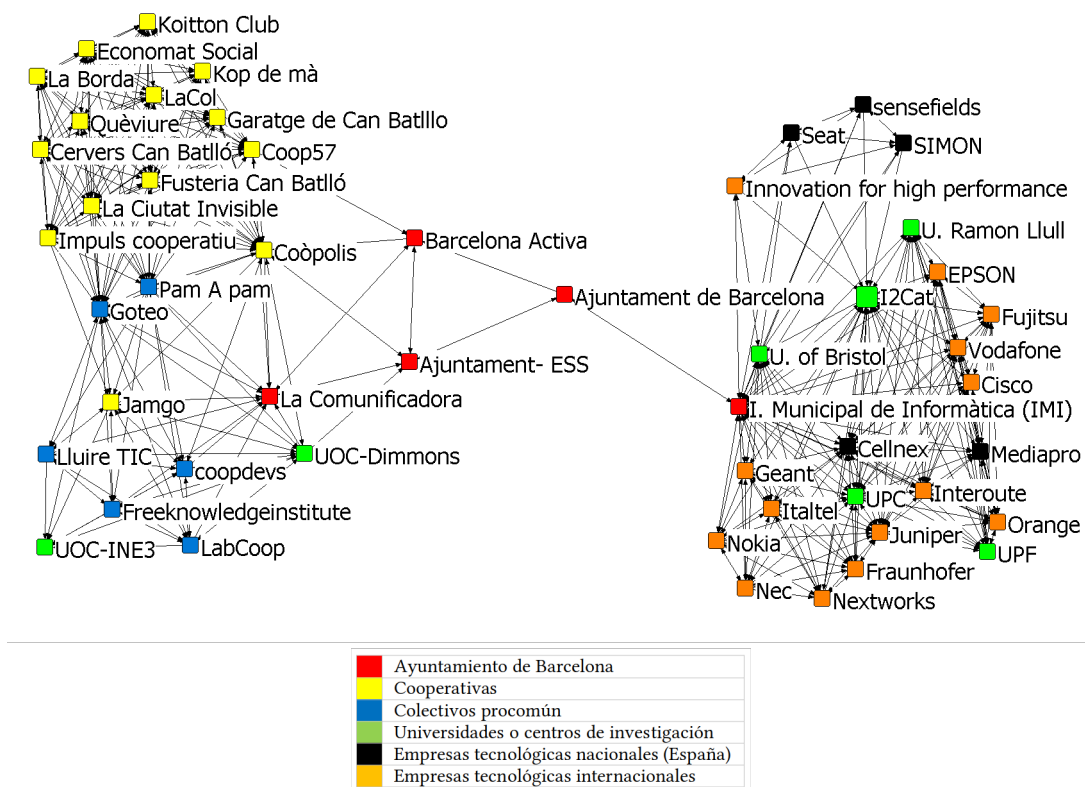 Koitton Club
Economat Social
Kop de mà
La Borda
LaCol
Quèviure
Garatge de Can Batlllo
Cervers Can Batlló
Coop57
Fusteria Can Batlló
La Ciutat Invisible
Impuls cooperatiu
Coòpolis
Pam A pam
Goteo
Jamgo
La Comunificadora
Lluire TIC
coopdevs
UOC-Dimmons
Freeknowledgeinstitute
UOC-INE3
LabCoop
Barcelona Activa
Ajuntament de Barcelona
Ajuntament- ESS
sensefields
Seat
SIMON
Innovation for high performance
U. Ramon Llull
EPSON
I2Cat
Fujitsu
U. of Bristol
Vodafone
Cisco
I. Municipal de Informàtica (IMI)
Cellnex
Mediapro
Geant
UPC
Interoute
Italtel
Orange
Juniper
Nokia
UPF
Fraunhofer
Nec
Nextworks
Ayuntamiento de Barcelona
Cooperativas
Colectivos procomún
Universidades o centros de investigación
Empresas tecnológicas nacionales (España)
Empresas tecnológicas internacionales